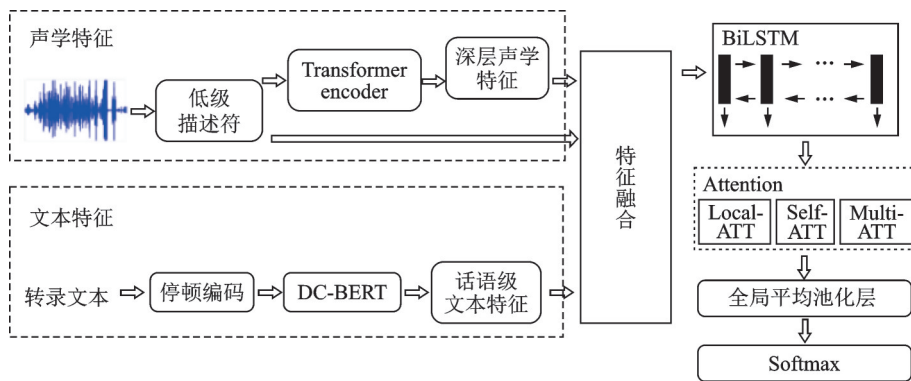 声学特征
低级
描述符
Transformer
encoder
深层声学
特征
文本特征
转录文本
停顿编码
DC-BERT
话语级
文本特征
特征融合
BiLSTM
...
...
Attention
Local-
ATT
Self-
ATT
Multi-
ATT
全局平均池化层
Softmax